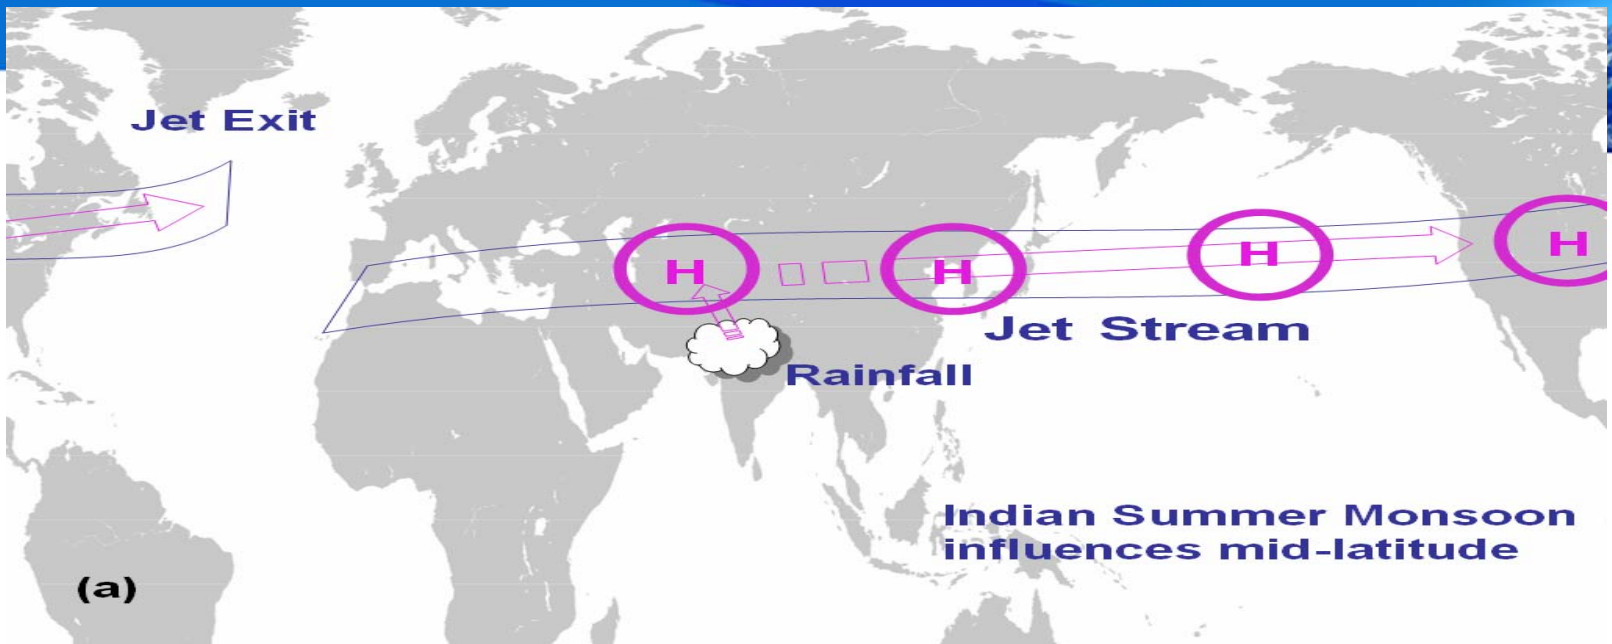 Jet Exit
H
H
H
H
Jet Stream
Rainfall
Indian Summer Monsoon
influences mid-latitude
(a)